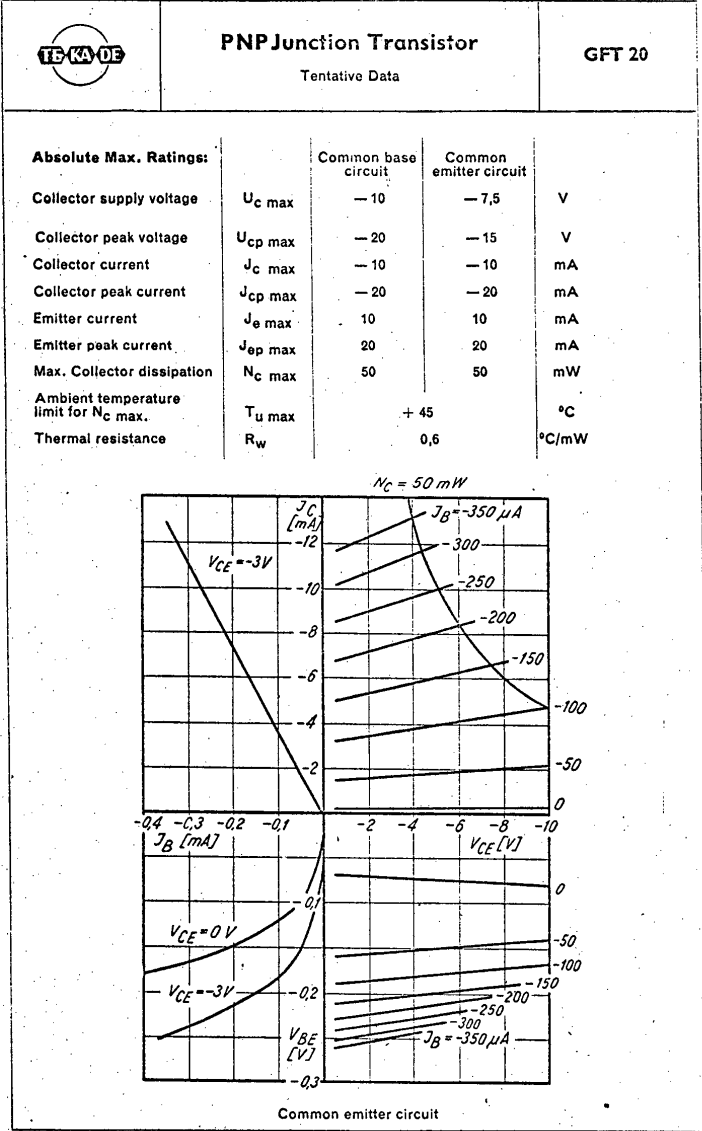 TE KA DE
PNP Junction Transistor
Tentative Data
GFT 20
Absolute Max. Ratings: Common base circuit Common emitter circuit
Collector supply voltage Uc max — 10 — 7,5 V
Collector peak voltage Ucp max — 20 — 15 V
Collector current Jc max — 10 — 10 mA
Collector peak current Jcp max — 20 — 20 mA
Emitter current Je max 10 10 mA
Emitter peak current Jep max 20 20 mA
Max. Collector dissipation Nc max 50 50 mW
Ambient temperature
limit for Nc max. Tu max + 45 °C
Thermal resistance Rw 0,6 °C/mW
NC = 50 mW
JC
[mA]
JB = -350 µA
-12
-300
VCE = -3V
-10
-250
-8
-200
-6
-150
-4
-100
-2
-50
0
-0,4 -0,3 -0,2 -0,1 -2 -4 -6 -8 -10
JB [mA] VCE [V]
0
-0,1
VCE = 0 V
-50
-100
VCE = -3V
-0,2
-150
-200
-250
-300
VBE
[V]
JB = -350 µA
-0,3
Common emitter circuit